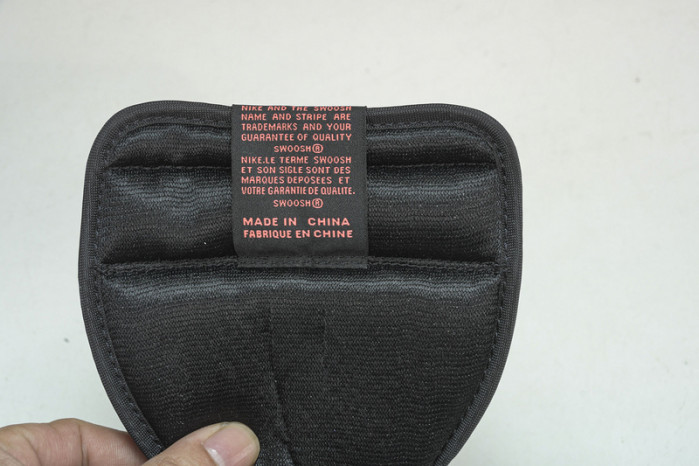 NIKE AND THE SWOOSH
NAME AND STRIPE ARE
TRADEMARKS AND YOUR
GUARANTEE OF QUALITY
SWOOSH®
NIKE.LE TERME SWOOSH
ET SON SIGLE SONT DES
MARQUES DEPOSEES ET
VOTRE GARANTIE DE QUALITE.
SWOOSH®
MADE IN CHINA
FABRIQUE EN CHINE